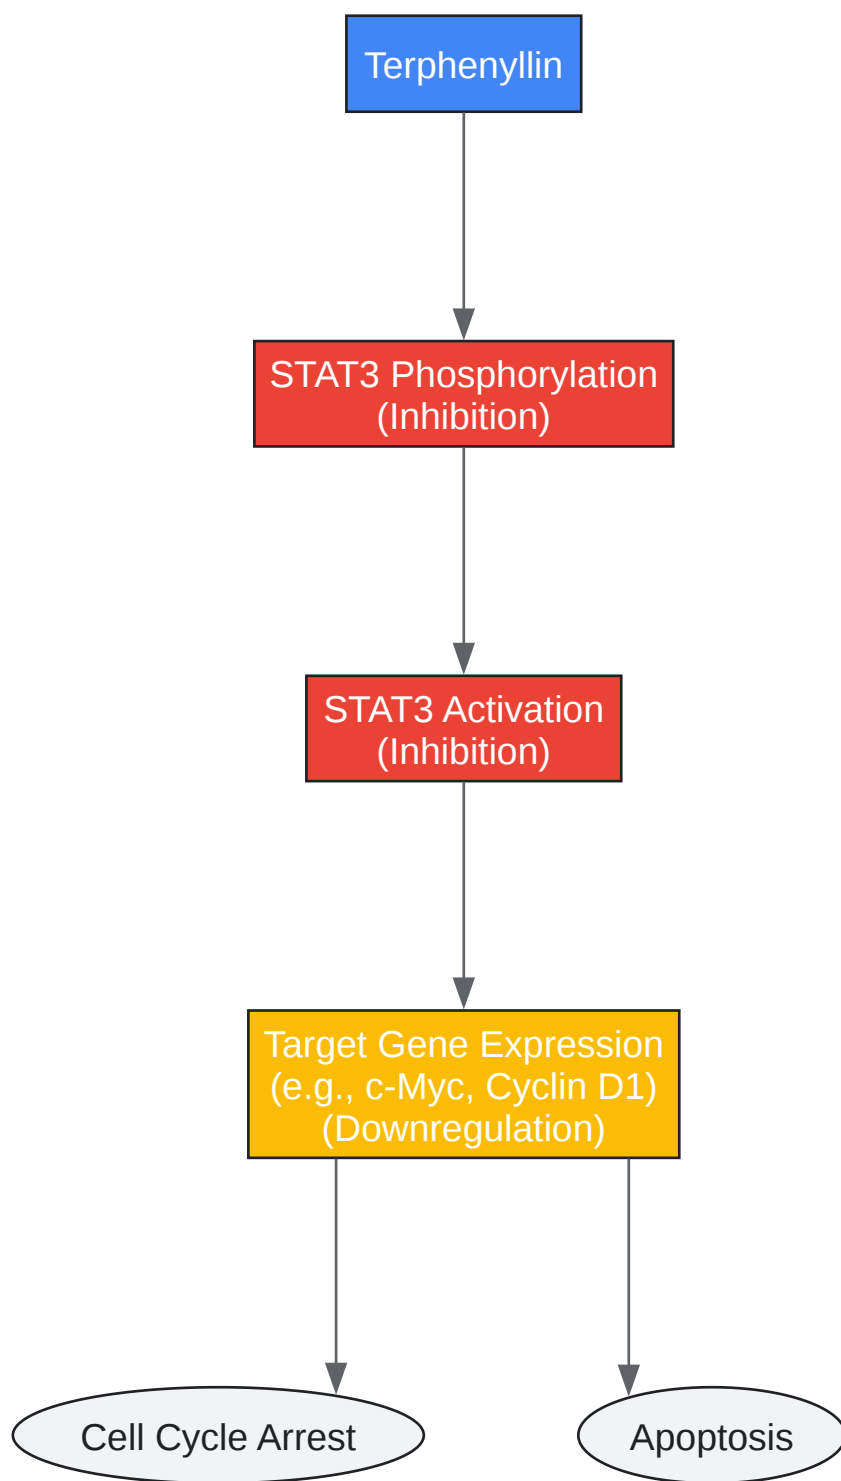 Terphenyllin
STAT3 Phosphorylation
(Inhibition)
STAT3 Activation
(Inhibition)
Target Gene Expression
(e.g., c-Myc, Cyclin D1)
(Downregulation)
Cell Cycle Arrest
Apoptosis